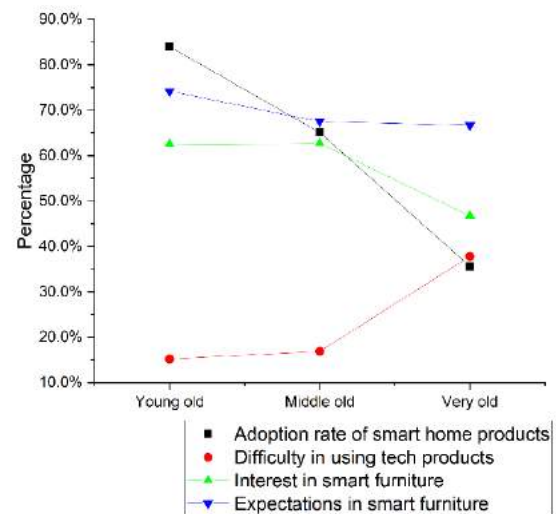 90.0%
80.0%
70.0%
60.0%
50.0%
40.0%
30.0%
20.0%
10.0%
Percentage
Young old Middle old Very old
Adoption rate of smart home products
Difficulty in using tech products
Interest in smart furniture
Expectations in smart furniture